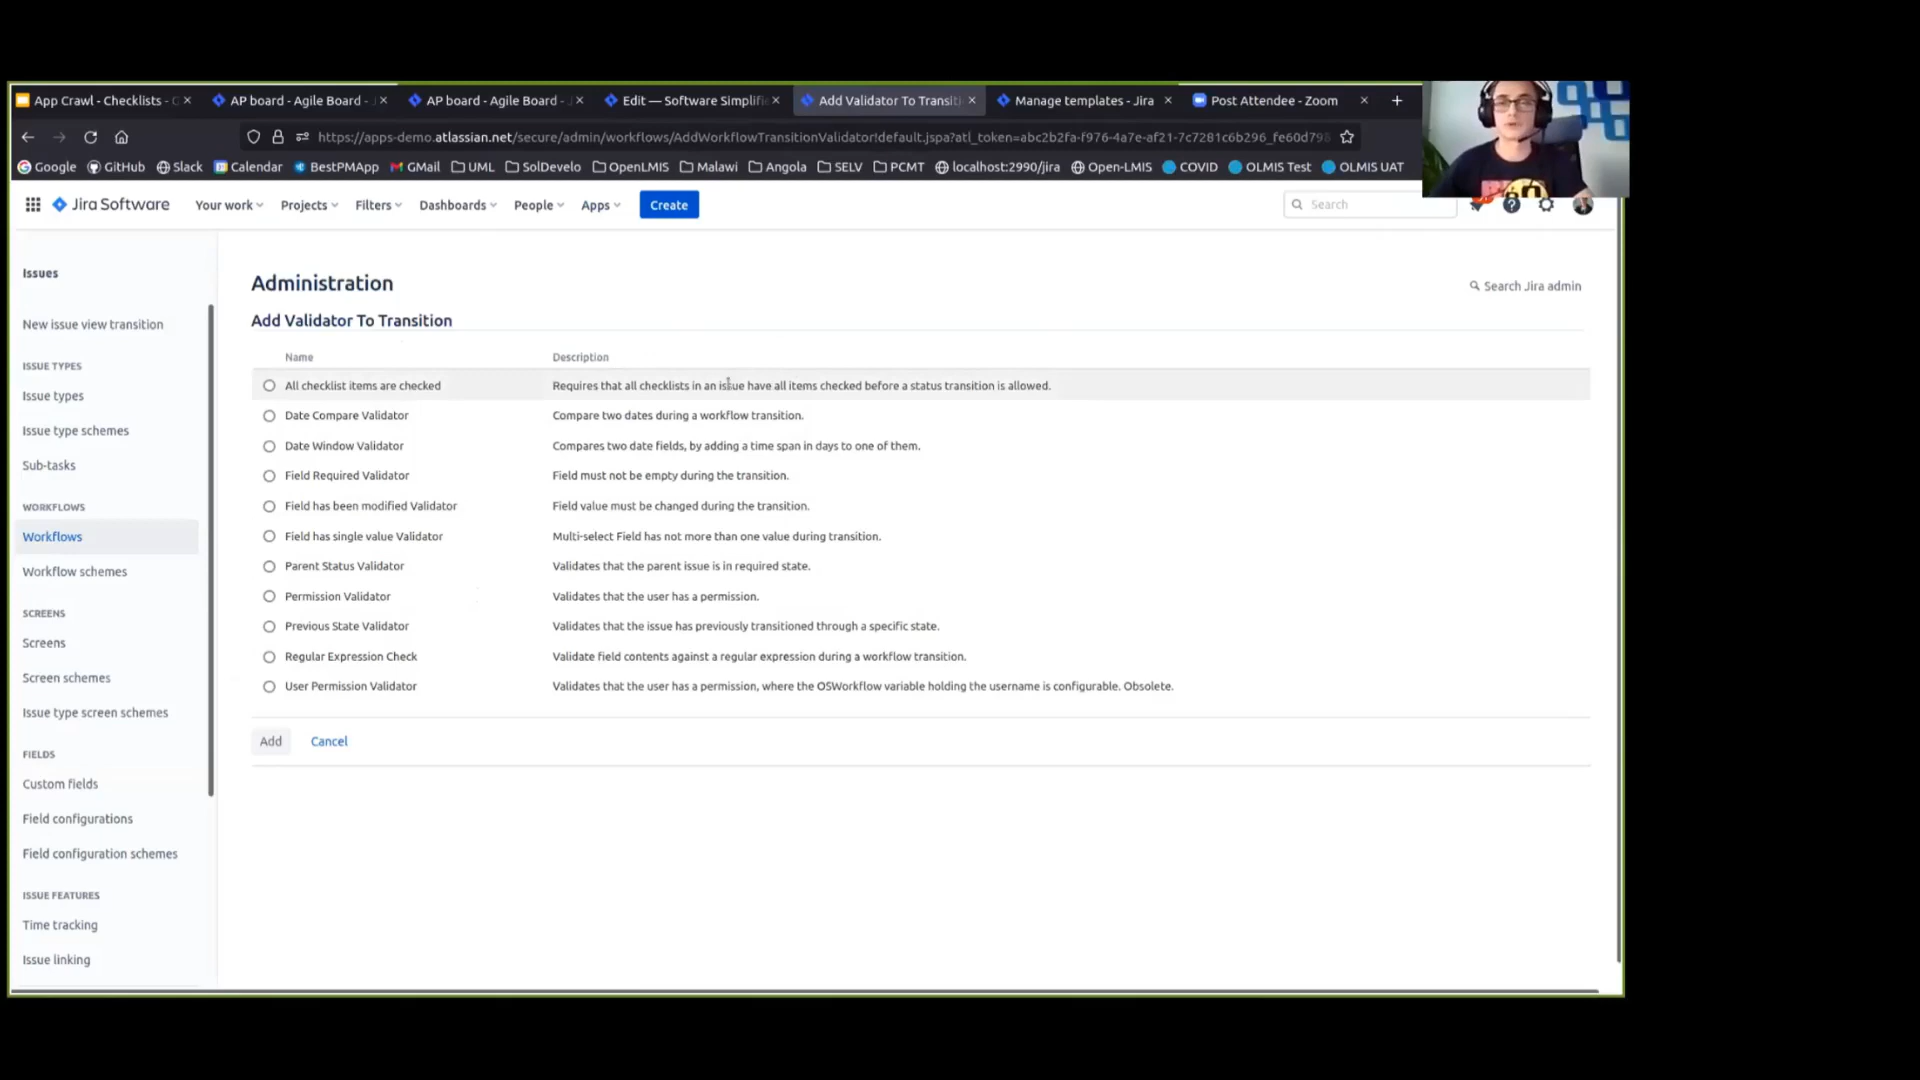 App Crawl - Checklists -
AP board - Agile Board -
AP board - Agile Board -
Edit — Software Simplifi
Add Validator To Transiti
Manage templates - Jira
Post Attendee - Zoom
https://apps-demo.atlassian.net/secure/admin/workflows/AddWorkflowTransitionValidator!default.jspa?atl_token=abc2b2fa-f976-4a7e-af21-7c7281c6b296_fe60d798
Google GitHub Slack Calendar BestPMApp GMail UML SolDevelo OpenLMIS Malawi Angola SELV PCMT localhost:2990/jira Open-LMIS COVID OLMIS Test OLMIS UAT
Jira Software Your work Projects Filters Dashboards People Apps Create Search
Issues
New issue view transition
ISSUE TYPES
Issue types
Issue type schemes
Sub-tasks
WORKFLOWS
Workflows
Workflow schemes
SCREENS
Screens
Screen schemes
Issue type screen schemes
FIELDS
Custom fields
Field configurations
Field configuration schemes
ISSUE FEATURES
Time tracking
Issue linking
Administration
Search Jira admin
Add Validator To Transition
Name Description
All checklist items are checked Requires that all checklists in an issue have all items checked before a status transition is allowed.
Date Compare Validator Compare two dates during a workflow transition.
Date Window Validator Compares two date fields, by adding a time span in days to one of them.
Field Required Validator Field must not be empty during the transition.
Field has been modified Validator Field value must be changed during the transition.
Field has single value Validator Multi-select Field has not more than one value during transition.
Parent Status Validator Validates that the parent issue is in required state.
Permission Validator Validates that the user has a permission.
Previous State Validator Validates that the issue has previously transitioned through a specific state.
Regular Expression Check Validate field contents against a regular expression during a workflow transition.
User Permission Validator Validates that the user has a permission, where the OSWorkflow variable holding the username is configurable. Obsolete.
Add Cancel